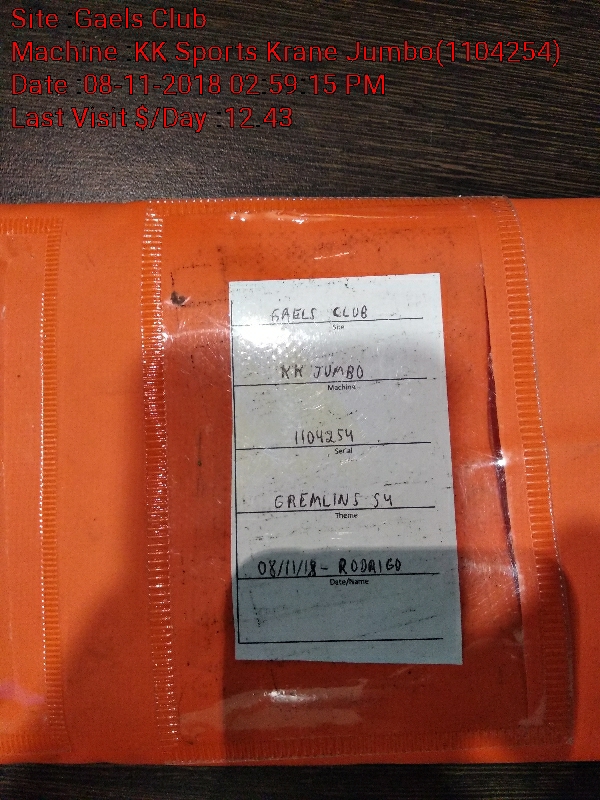 Site :Gaels Club
Machine :KK Sports Krane Jumbo(1104254)
Date :08-11-2018 02:59:15 PM
Last Visit $/Day :12.43
GAELS CLUB
Site
KK JUMBO
Machine
1104254
Serial
GREMLINS S4
Theme
08/11/18 - RODRIGO
Date/Name